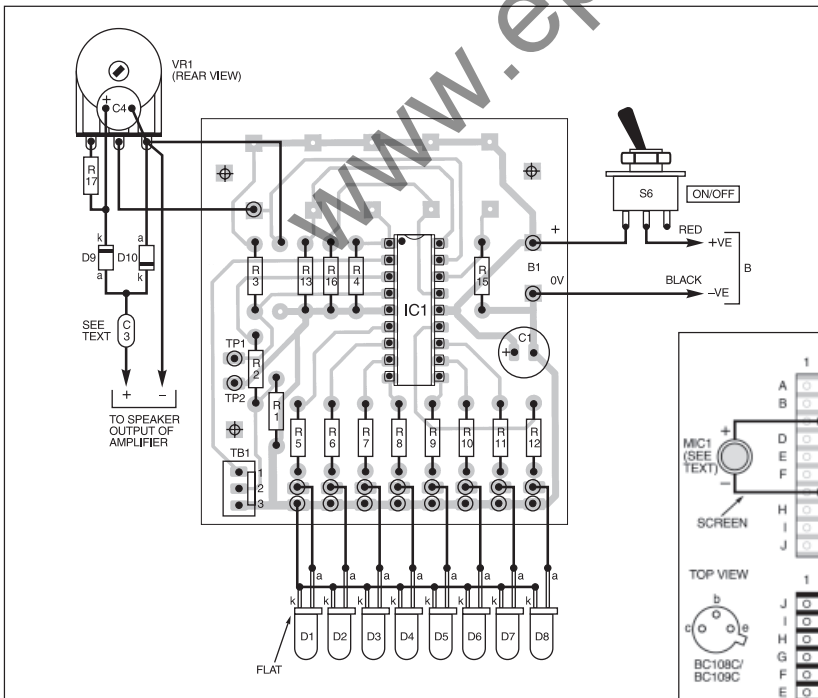 www.ep
VR1
(REAR VIEW)
+
C4
R
17
k
D9
a
a
D10
k
SEE
TEXT
C
3
+
–
TO SPEAKER
OUTPUT OF
AMPLIFIER
R
3
R
13
R
16
R
4
IC1
R
15
+
B1
0V
+
C1
S6
ON/OFF
RED
+VE
BLACK
–VE
B
TP1
TP2
R
2
R
1
TB1
1
2
3
R
5
R
6
R
7
R
8
R
9
R
10
R
11
R
12
a
a
a
a
a
a
a
a
k
k
k
k
k
k
k
k
D1
D2
D3
D4
D5
D6
D7
D8
FLAT
1
A
B
D
E
F
H
I
J
+
MIC1
(SEE
TEXT)
–
SCREEN
TOP VIEW
b
c
e
BC108C/
BC109C
1
J
I
H
G
F
E